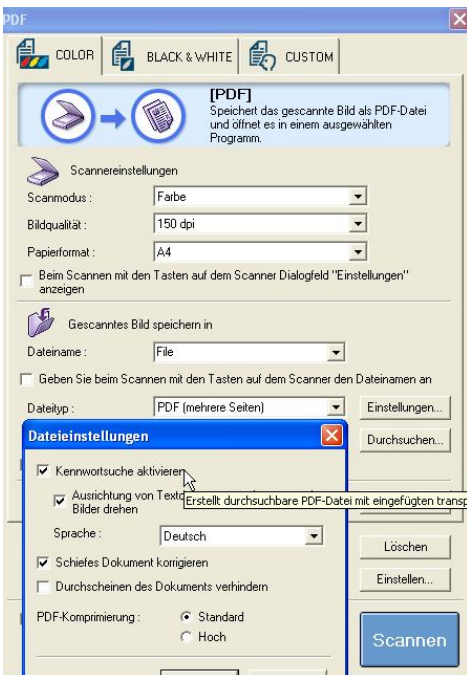 PDF
COLOR BLACK & WHITE CUSTOM
[PDF]
Speichert das gescannte Bild als PDF-Datei
und öffnet es in einem ausgewählten
Programm.
Scannereinstellungen
Scanmodus : Farbe
Bildqualität : 150 dpi
Papierformat : A4
Beim Scannen mit den Tasten auf dem Scanner Dialogfeld "Einstellungen"
anzeigen
Gescanntes Bild speichern in
Dateiname : File
Geben Sie beim Scannen mit den Tasten auf dem Scanner den Dateinamen an
Dateityp : PDF (mehrere Seiten) Einstellungen...
Durchsuchen...
Dateieinstellungen
Kennwortsuche aktivieren
Ausrichtung von
Bilder drehen
Erstellt durchsuchbare PDF-Datei mit eingefügten
Sprache : Deutsch
Schiefes Dokument korrigieren
Durchscheinen des Dokuments verhindern
PDF-Komprimierung : Standard
Hoch
Löschen
Einstellen...
Scannen